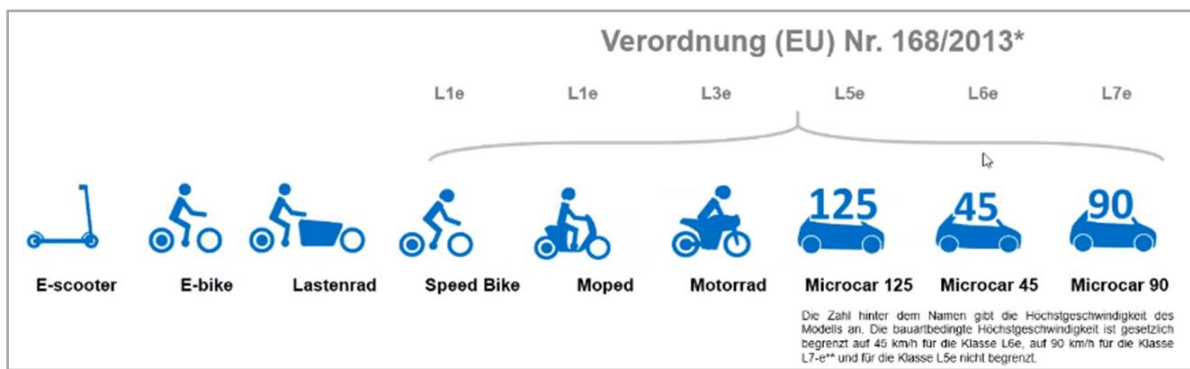 Verordnung (EU) Nr. 168/2013*
L1e L1e L3e L5e L6e L7e
125 45 90
E-scooter E-bike Lastenrad Speed Bike Moped Motorrad Microcar 125 Microcar 45 Microcar 90
Die Zahl hinter dem Namen gibt die Höchstgeschwindigkeit des
Modells an. Die bauartbedingte Höchstgeschwindigkeit ist gesetzlich
begrenzt auf 45 km/h für die Klasse L6e, auf 90 km/h für die Klasse
L7-e** und für die Klasse L5e nicht begrenzt.